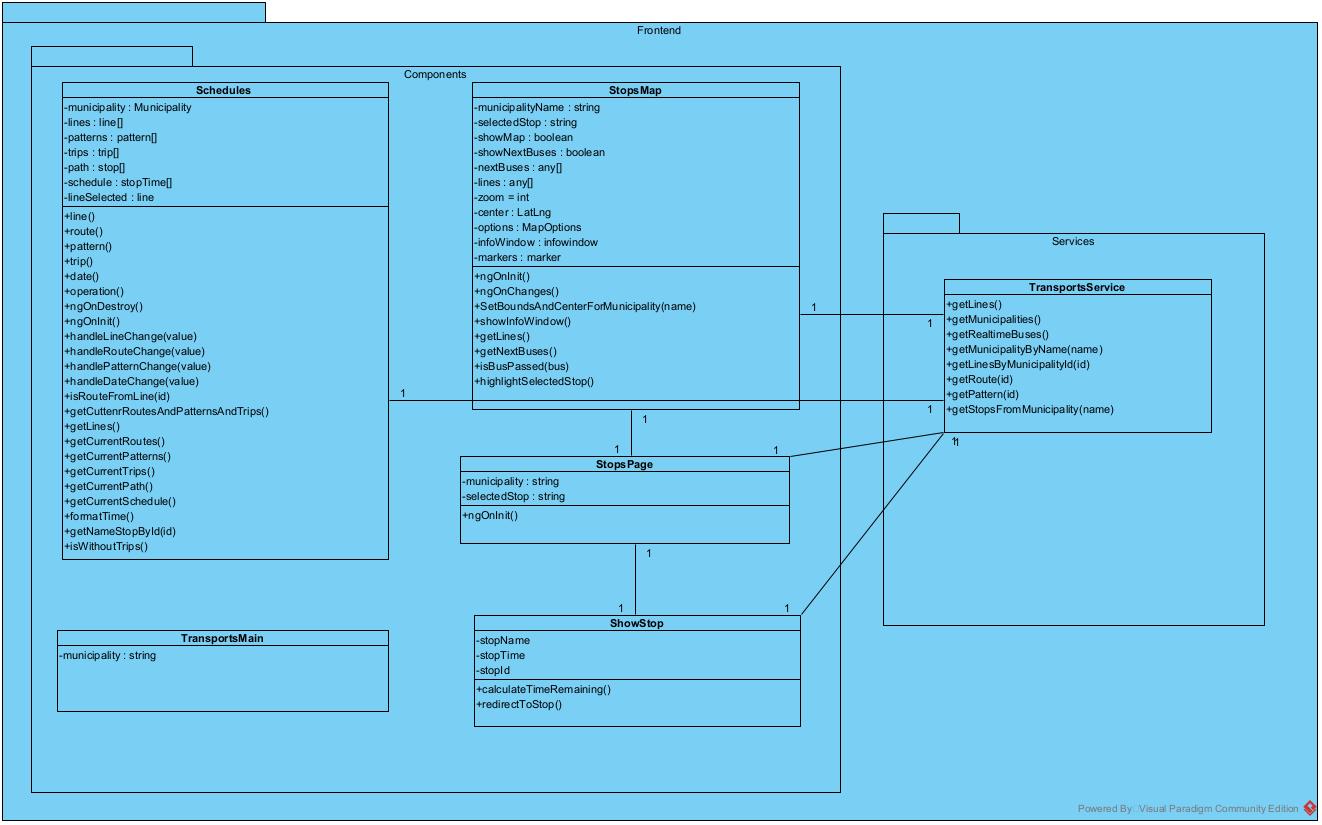 Frontend
Components
Schedules
-municipality : Municipality
-lines : line[]
-patterns : pattern[]
-trips : trip[]
-path : stop[]
-schedule : stopTime[]
-lineSelected : line
+line()
+route()
+pattern()
+trip()
+date()
+operation()
+ngOnDestroy()
+ngOnInit()
+handleLineChange(value)
+handleRouteChange(value)
+handlePatternChange(value)
+handleDateChange(value)
+isRouteFromLine(id)
+getCuttenrRoutesAndPatternsAndTrips()
+getLines()
+getCurrentRoutes()
+getCurrentPatterns()
+getCurrentTrips()
+getCurrentPath()
+getCurrentSchedule()
+formatTime()
+getNameStopById(id)
+isWithoutTrips()
StopsMap
-municipalityName : string
-selectedStop : string
-showMap : boolean
-showNextBuses : boolean
-nextBuses : any[]
-lines : any[]
-zoom = int
-center : LatLng
-options : MapOptions
-infoWindow : infowindow
-markers : marker
+ngOnInit()
+ngOnChanges()
+SetBoundsAndCenterForMunicipality(name)
+showInfoWindow()
+getLines()
+getNextBuses()
+isBusPassed(bus)
+highlightSelectedStop()
1
1
1
1
1
1
1
StopsPage
-municipality : string
-selectedStop : string
+ngOnInit()
1
1
1
ShowStop
-stopName
-stopTime
-stopId
+calculateTimeRemaining()
+redirectToStop()
TransportsMain
-municipality : string
Services
TransportsService
+getLines()
+getMunicipalities()
+getRealtimeBuses()
+getMunicipalityByName(name)
+getLinesByMunicipalityId(id)
+getRoute(id)
+getPattern(id)
+getStopsFromMunicipality(name)
1
1
Powered By Visual Paradigm Community Edition